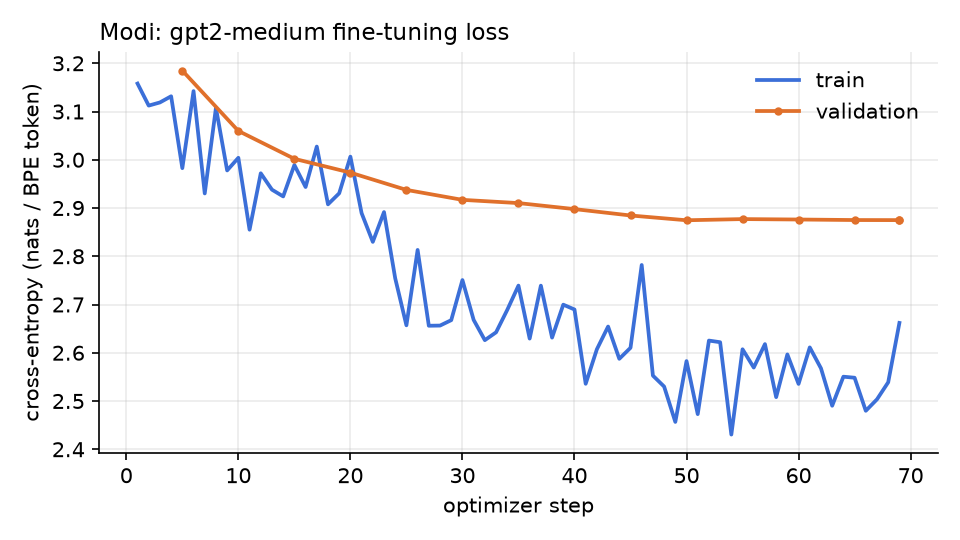 Modi: gpt2-medium fine-tuning loss
cross-entropy (nats / BPE token)
3.2
3.1
3.0
2.9
2.8
2.7
2.6
2.5
2.4
train
validation
0 10 20 30 40 50 60 70
optimizer step